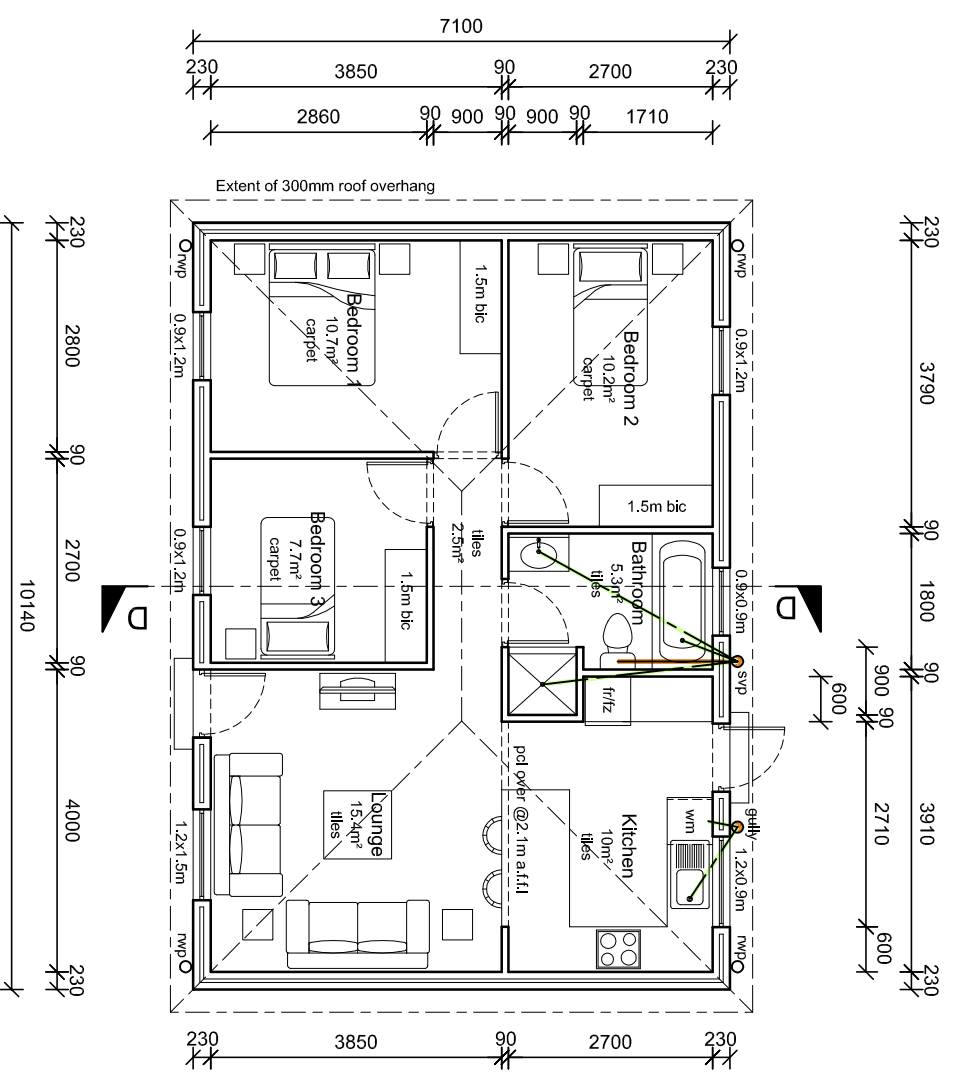 7100
230
3850
90
2700
230
2860
90
900
90
900
90
1710
Extent of 300mm roof overhang
230
2800
90
2700
90
4000
230
10140
rwp
0.9x1.2m
0.9x1.2m
1.2x1.5m
rwp
D
Bedroom 1
10.7m²
carpet
1.5m bic
Bedroom 2
10.2m²
carpet
1.5m bic
Bedroom 3
7.7m²
carpet
1.5m bic
tiles
2.5m²
Bathroom
5.3m²
tiles
fr/fz
Lounge
15.4m²
tiles
pcl over @2.1m a.f.f.l
Kitchen
10m²
tiles
wm
rwp
0.9x1.2m
0.9x0.9m
svp
gully
1.2x0.9m
rwp
D
600
900
90
2710
600
230
3790
90
1800
90
3910
230
230
3850
90
2700
230